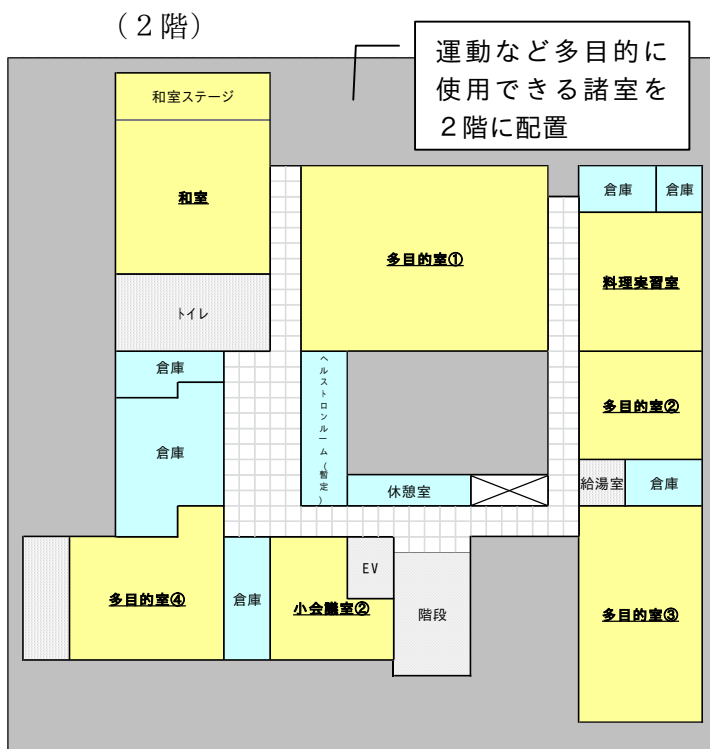 (２階)
運動など多目的に
使用できる諸室を
２階に配置
和室ステージ
和室
多目的室①
倉庫
倉庫
料理実習室
トイレ
倉庫
ヘルストロンルーム(暫定)
多目的室②
倉庫
休憩室
給湯室
倉庫
多目的室④
倉庫
小会議室②
EV
階段
多目的室③